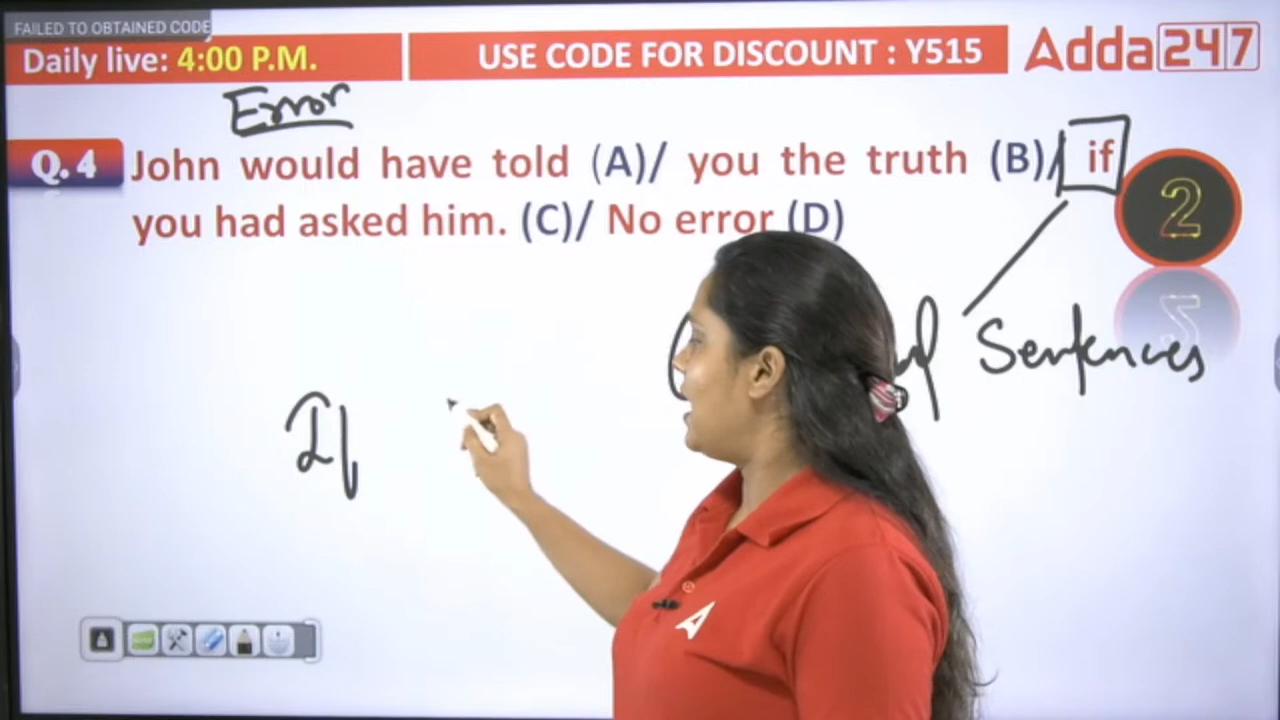 FAILED TO OBTAINED CODE
Daily live: 4:00 P.M.
USE CODE FOR DISCOUNT : Y515
Adda247
Error
Q. 4 John would have told (A)/ you the truth (B)/ if
you had asked him. (C)/ No error (D)
2
Sentences
If